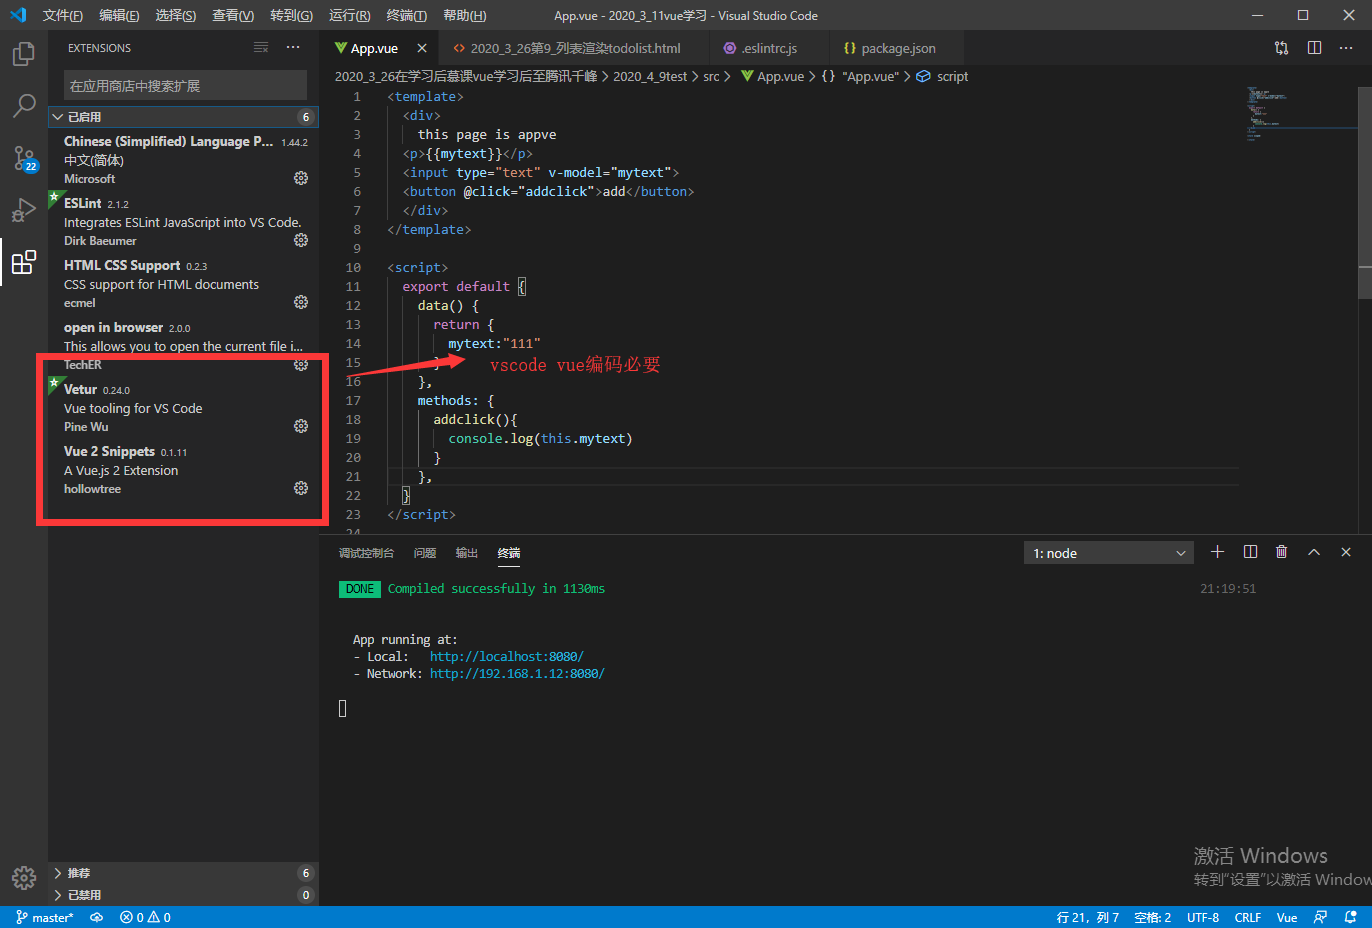 文件(F) 编辑(E) 选择(S) 查看(V) 转到(G) 运行(R) 终端(T) 帮助(H) App.vue - 2020_3_11vue学习 - Visual Studio Code
EXTENSIONS
在应用商店中搜索扩展
已启用 6
Chinese (Simplified) Language P... 1.44.2
中文(简体)
Microsoft
22
ESLint 2.1.2
Integrates ESLint JavaScript into VS Code.
Dirk Baeumer
HTML CSS Support 0.2.3
CSS support for HTML documents
ecmel
open in browser 2.0.0
This allows you to open the current file i...
TechER
Vetur 0.24.0
Vue tooling for VS Code
Pine Wu
Vue 2 Snippets 0.1.11
A Vue.js 2 Extension
hollowtree
推荐 6
已禁用 0
App.vue 2020_3_26第9_列表渲染todolist.html .eslintrc.js {} package.json
2020_3_26在学习后慕课vue学习后至腾讯千峰 > 2020_4_9test > src > App.vue > {} "App.vue" > script
1 <template>
2 <div>
3 this page is appve
4 <p>{{mytext}}</p>
5 <input type="text" v-model="mytext">
6 <button @click="addclick">add</button>
7 </div>
8 </template>
9
10 <script>
11 export default {
12 data() {
13 return {
14 mytext:"111"
15 }
vscode vue编码必要
16 },
17 methods: {
18 addclick(){
19 console.log(this.mytext)
20 }
21 },
22 }
23 </script>
24
调试控制台 问题 输出 终端 1: node
DONE Compiled successfully in 1130ms 21:19:51
App running at:
- Local: http://localhost:8080/
- Network: http://192.168.1.12:8080/
激活 Windows
转到"设置"以激活 Window
master* 0 0 行 21，列 7 空格: 2 UTF-8 CRLF Vue